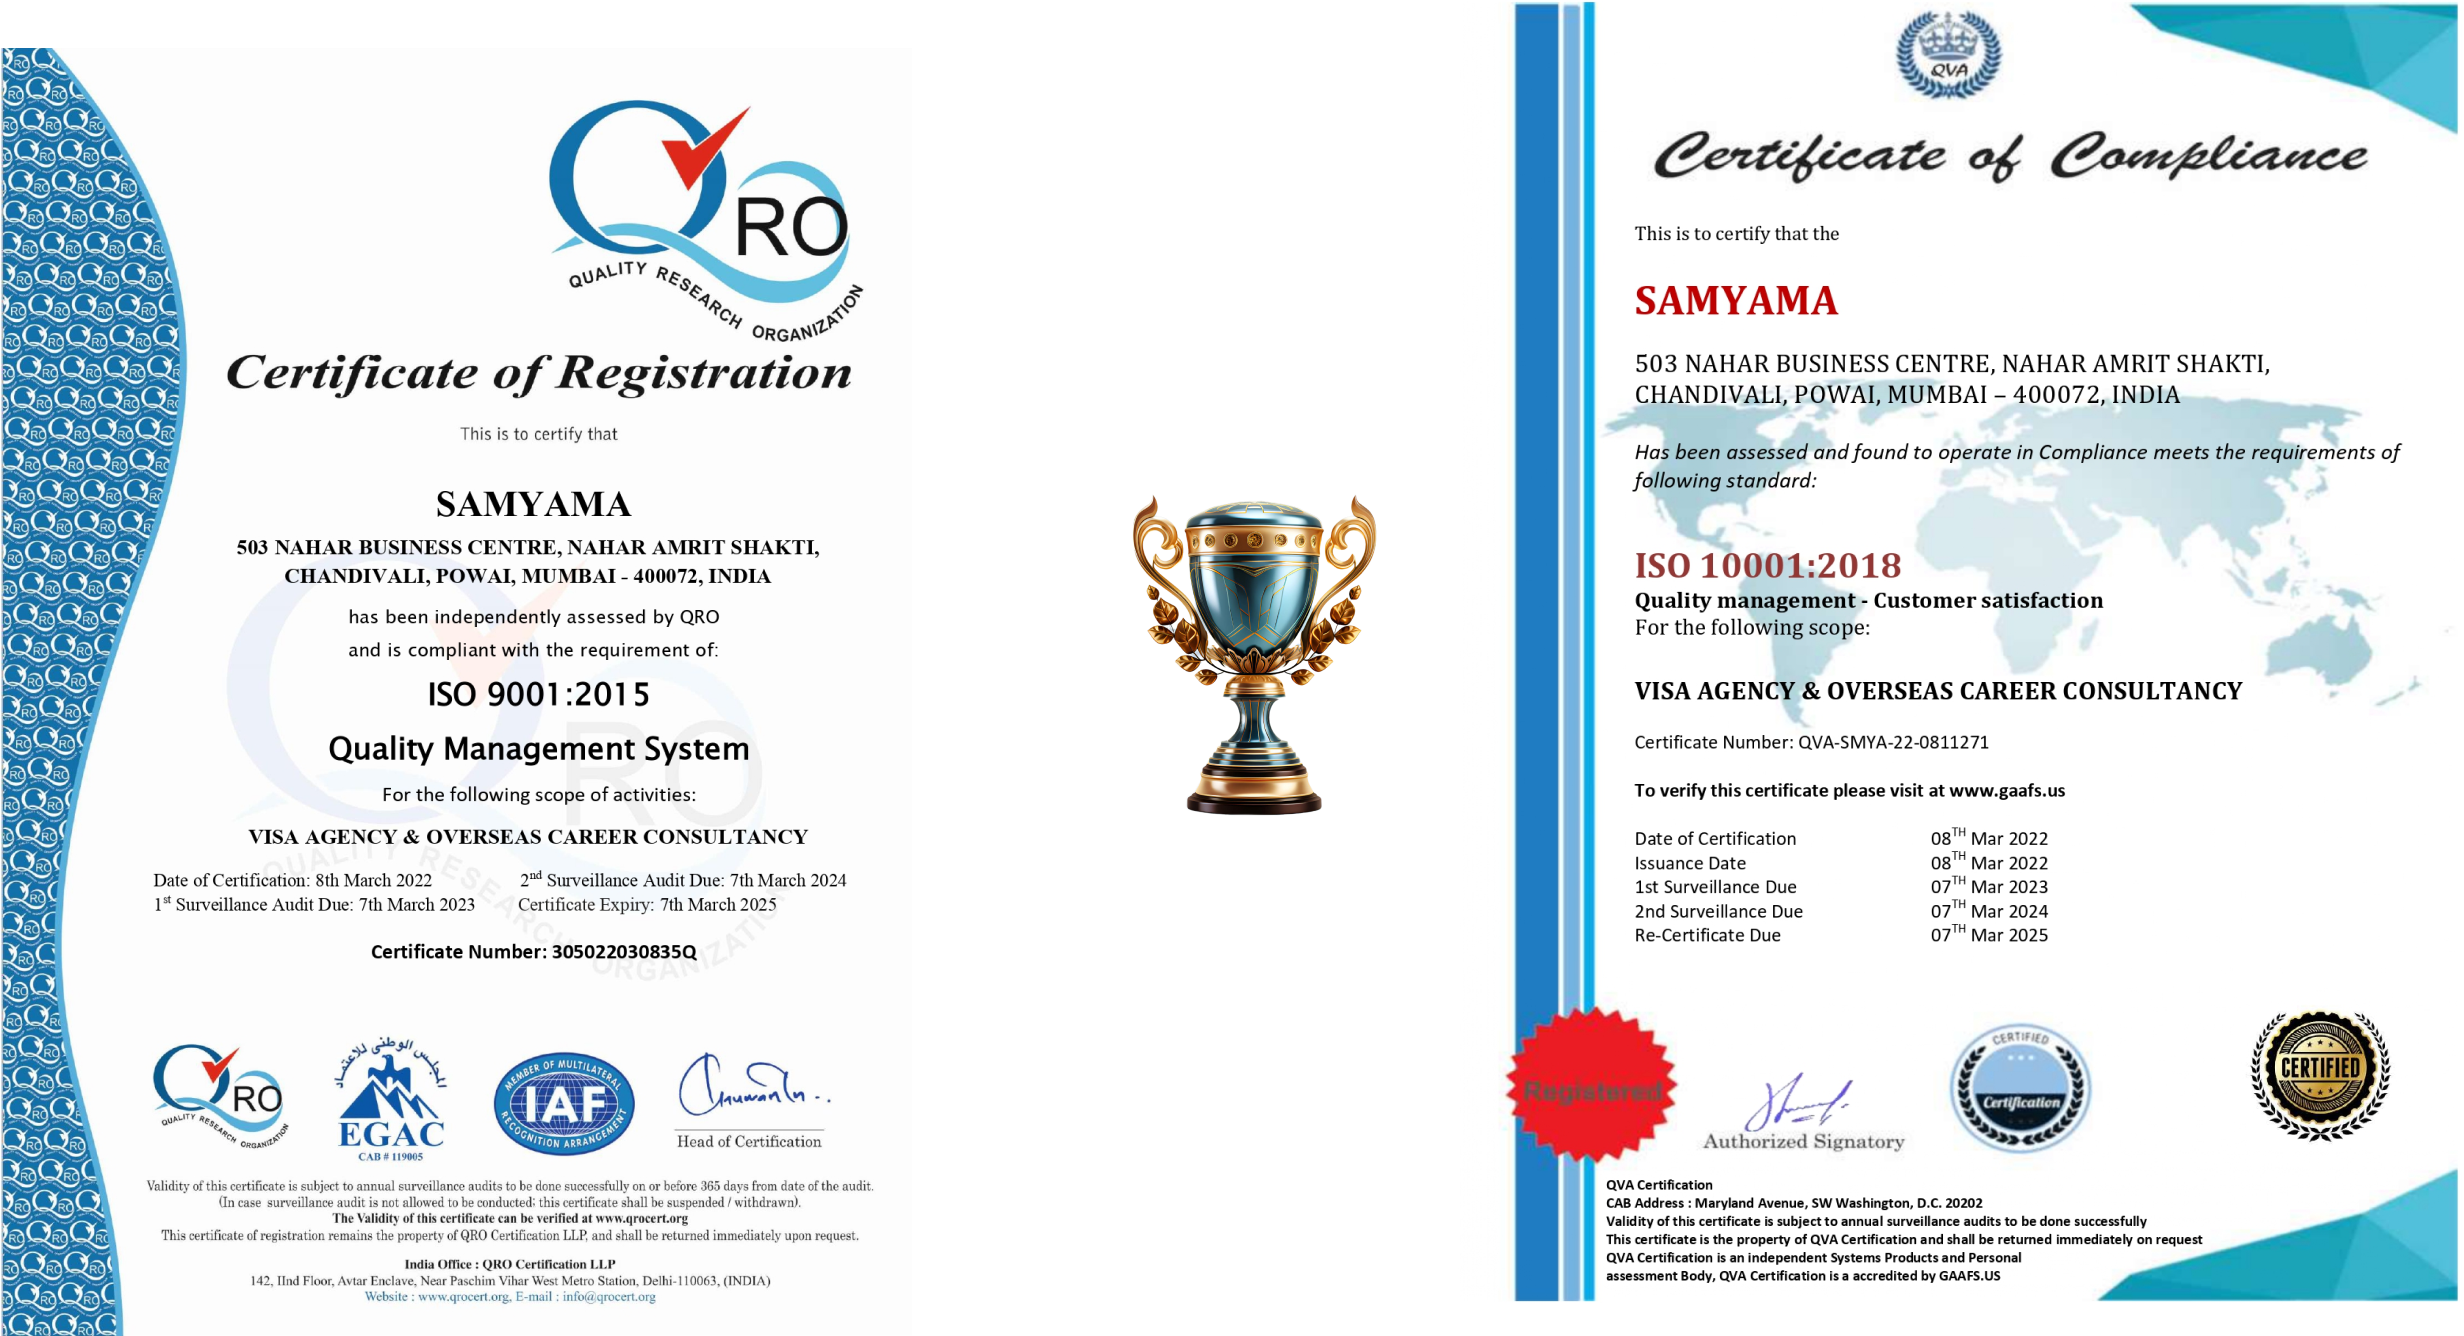 QRO
QUALITY RESEARCH ORGANIZATION
Certificate of Registration
This is to certify that
SAMYAMA
503 NAHAR BUSINESS CENTRE, NAHAR AMRIT SHAKTI,
CHANDIVALI, POWAI, MUMBAI - 400072, INDIA
has been independently assessed by QRO
and is compliant with the requirement of:
ISO 9001:2015
Quality Management System
For the following scope of activities:
VISA AGENCY & OVERSEAS CAREER CONSULTANCY
Date of Certification: 8th March 2022 2nd Surveillance Audit Due: 7th March 2024
1st Surveillance Audit Due: 7th March 2023 Certificate Expiry: 7th March 2025
Certificate Number: 305022030835Q
QRO
QUALITY RESEARCH ORGANIZATION
المجلس الوطنى للاعتماد
EGAC
CAB # 119005
MEMBER OF MULTILATERAL
IAF
RECOGNITION ARRANGEMENT
Head of Certification
Validity of this certificate is subject to annual surveillance audits to be done successfully on or before 365 days from date of the audit.
(In case surveillance audit is not allowed to be conducted; this certificate shall be suspended / withdrawn).
The Validity of this certificate can be verified at www.qrocert.org
This certificate of registration remains the property of QRO Certification LLP, and shall be returned immediately upon request.
India Office : QRO Certification LLP
142, IInd Floor, Avtar Enclave, Near Paschim Vihar West Metro Station, Delhi-110063, (INDIA)
Website : www.qrocert.org, E-mail : info@qrocert.org
QVA
Certificate of Compliance
This is to certify that the
SAMYAMA
503 NAHAR BUSINESS CENTRE, NAHAR AMRIT SHAKTI,
CHANDIVALI, POWAI, MUMBAI – 400072, INDIA
Has been assessed and found to operate in Compliance meets the requirements of
following standard:
ISO 10001:2018
Quality management - Customer satisfaction
For the following scope:
VISA AGENCY & OVERSEAS CAREER CONSULTANCY
Certificate Number: QVA-SMYA-22-0811271
To verify this certificate please visit at www.gaafs.us
Date of Certification 08TH Mar 2022
Issuance Date 08TH Mar 2022
1st Surveillance Due 07TH Mar 2023
2nd Surveillance Due 07TH Mar 2024
Re-Certificate Due 07TH Mar 2025
Registered
Authorized Signatory
CERTIFIED
Certification
CERTIFIED
QVA Certification
CAB Address : Maryland Avenue, SW Washington, D.C. 20202
Validity of this certificate is subject to annual surveillance audits to be done successfully
This certificate is the property of QVA Certification and shall be returned immediately on request
QVA Certification is an independent Systems Products and Personal
assessment Body, QVA Certification is a accredited by GAAFS.US